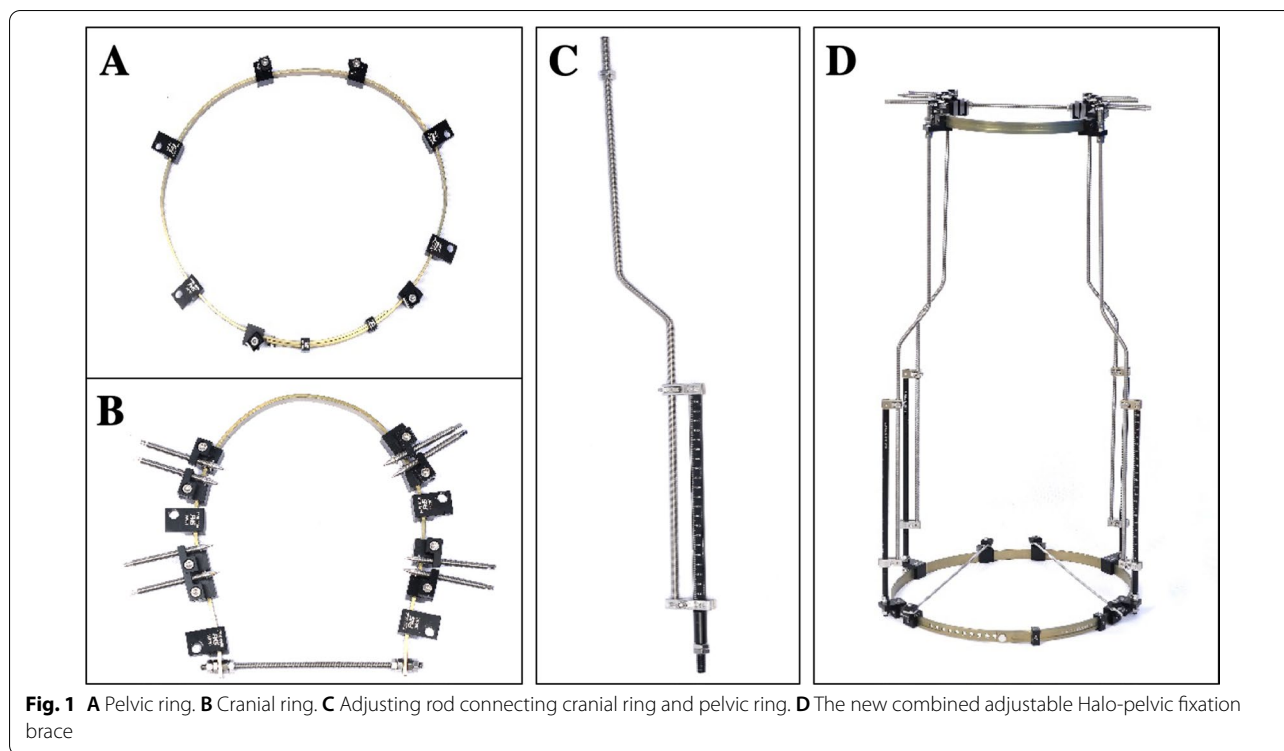 A
B
C
D
Fig. 1 A Pelvic ring. B Cranial ring. C Adjusting rod connecting cranial ring and pelvic ring. D The new combined adjustable Halo-pelvic fixation
brace